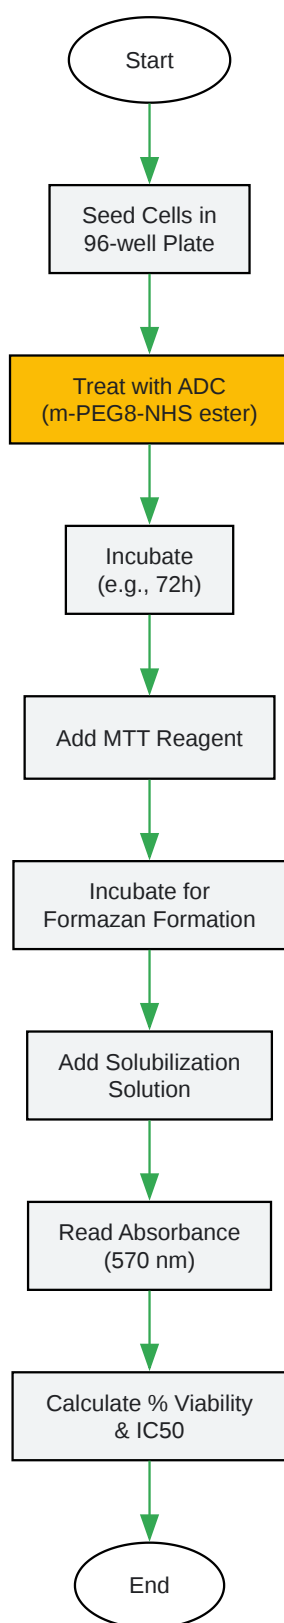 Start
Seed Cells in
96-well Plate
Treat with ADC
(m-PEG8-NHS ester)
Incubate
(e.g., 72h)
Add MTT Reagent
Incubate for
Formazan Formation
Add Solubilization
Solution
Read Absorbance
(570 nm)
Calculate % Viability
& IC50
End